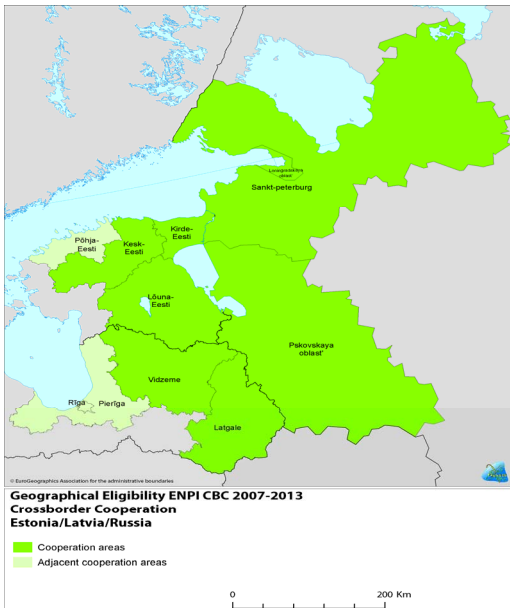 Leningradskaya
oblast'
Sankt-peterburg
Põhja-
Eesti
Kesk-
Eesti
Kirde-
Eesti
Lõuna-
Eesti
Pskovskaya
oblast'
Vidzeme
Rīga
Pierīga
Latgale
© EuroGeographics Association for the administrative boundaries
Geographical Eligibility ENPI CBC 2007-2013
Crossborder Cooperation
Estonia/Latvia/Russia
Cooperation areas
Adjacent cooperation areas
0 200 Km